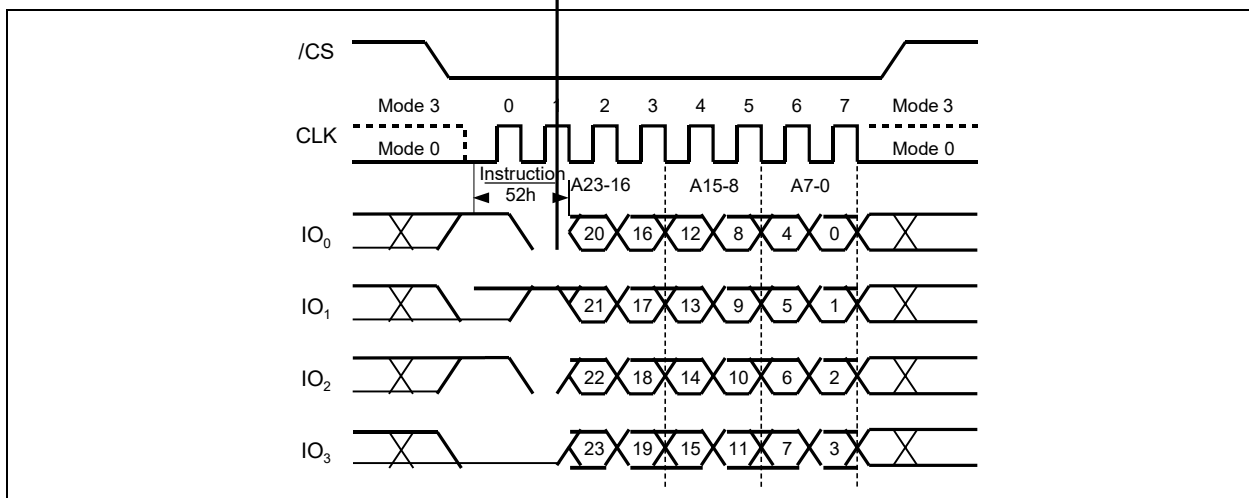 /CS
Mode 3 0 1 2 3 4 5 6 7 Mode 3
CLK
Mode 0 Mode 0
Instruction
52h
A23-16 A15-8 A7-0
IO0 20 16 12 8 4 0
IO1 21 17 13 9 5 1
IO2 22 18 14 10 6 2
IO3 23 19 15 11 7 3